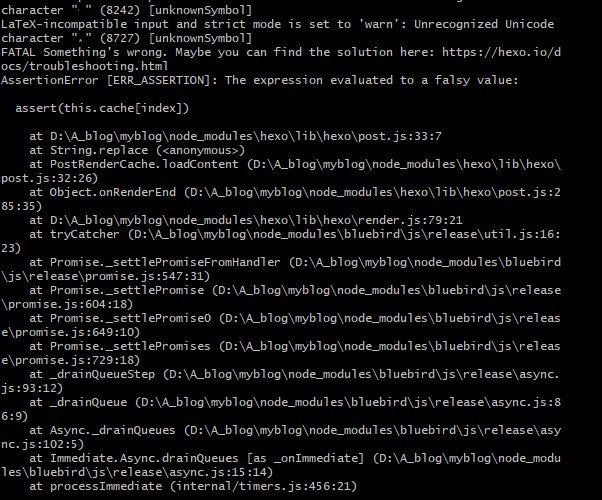 character "′" (8242) [unknownSymbol]
LaTeX-incompatible input and strict mode is set to 'warn': Unrecognized Unicode
character "∗" (8727) [unknownSymbol]
FATAL Something's wrong. Maybe you can find the solution here: https://hexo.io/d
ocs/troubleshooting.html
AssertionError [ERR_ASSERTION]: The expression evaluated to a falsy value:
assert(this.cache[index])
at D:\A_blog\myblog\node_modules\hexo\lib\hexo\post.js:33:7
at String.replace (<anonymous>)
at PostRenderCache.loadContent (D:\A_blog\myblog\node_modules\hexo\lib\hexo\
post.js:32:26)
at Object.onRenderEnd (D:\A_blog\myblog\node_modules\hexo\lib\hexo\post.js:2
85:35)
at D:\A_blog\myblog\node_modules\hexo\lib\hexo\render.js:79:21
at tryCatcher (D:\A_blog\myblog\node_modules\bluebird\js\release\util.js:16:
23)
at Promise._settlePromiseFromHandler (D:\A_blog\myblog\node_modules\bluebird
\js\release\promise.js:547:31)
at Promise._settlePromise (D:\A_blog\myblog\node_modules\bluebird\js\release
\promise.js:604:18)
at Promise._settlePromise0 (D:\A_blog\myblog\node_modules\bluebird\js\releas
e\promise.js:649:10)
at Promise._settlePromises (D:\A_blog\myblog\node_modules\bluebird\js\releas
e\promise.js:729:18)
at _drainQueueStep (D:\A_blog\myblog\node_modules\bluebird\js\release\async.
js:93:12)
at _drainQueue (D:\A_blog\myblog\node_modules\bluebird\js\release\async.js:8
6:9)
at Async._drainQueues (D:\A_blog\myblog\node_modules\bluebird\js\release\asy
nc.js:102:5)
at Immediate.Async.drainQueues [as _onImmediate] (D:\A_blog\myblog\node_modu
les\bluebird\js\release\async.js:15:14)
at processImmediate (internal/timers.js:456:21)